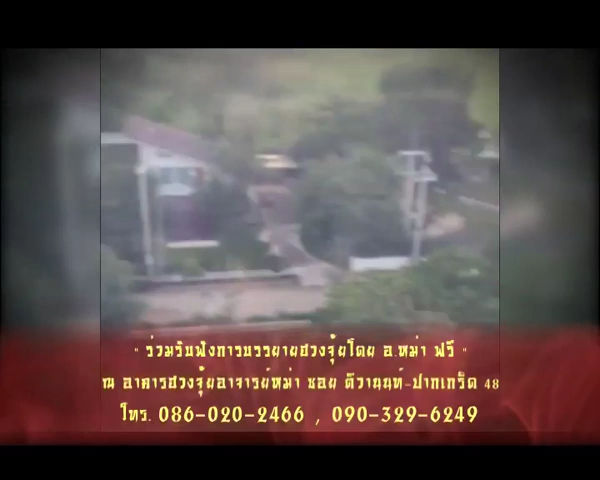 " ร่วมรับฟังการบรรยายฮวงจุ้ยโดย อ.หม่า ฟรี "
ณ อาคารฮวงจุ้ยอาจารย์หม่า ซอย ติวานนท์-ปากเกร็ด 48
โทร. 086-020-2466 , 090-329-6249